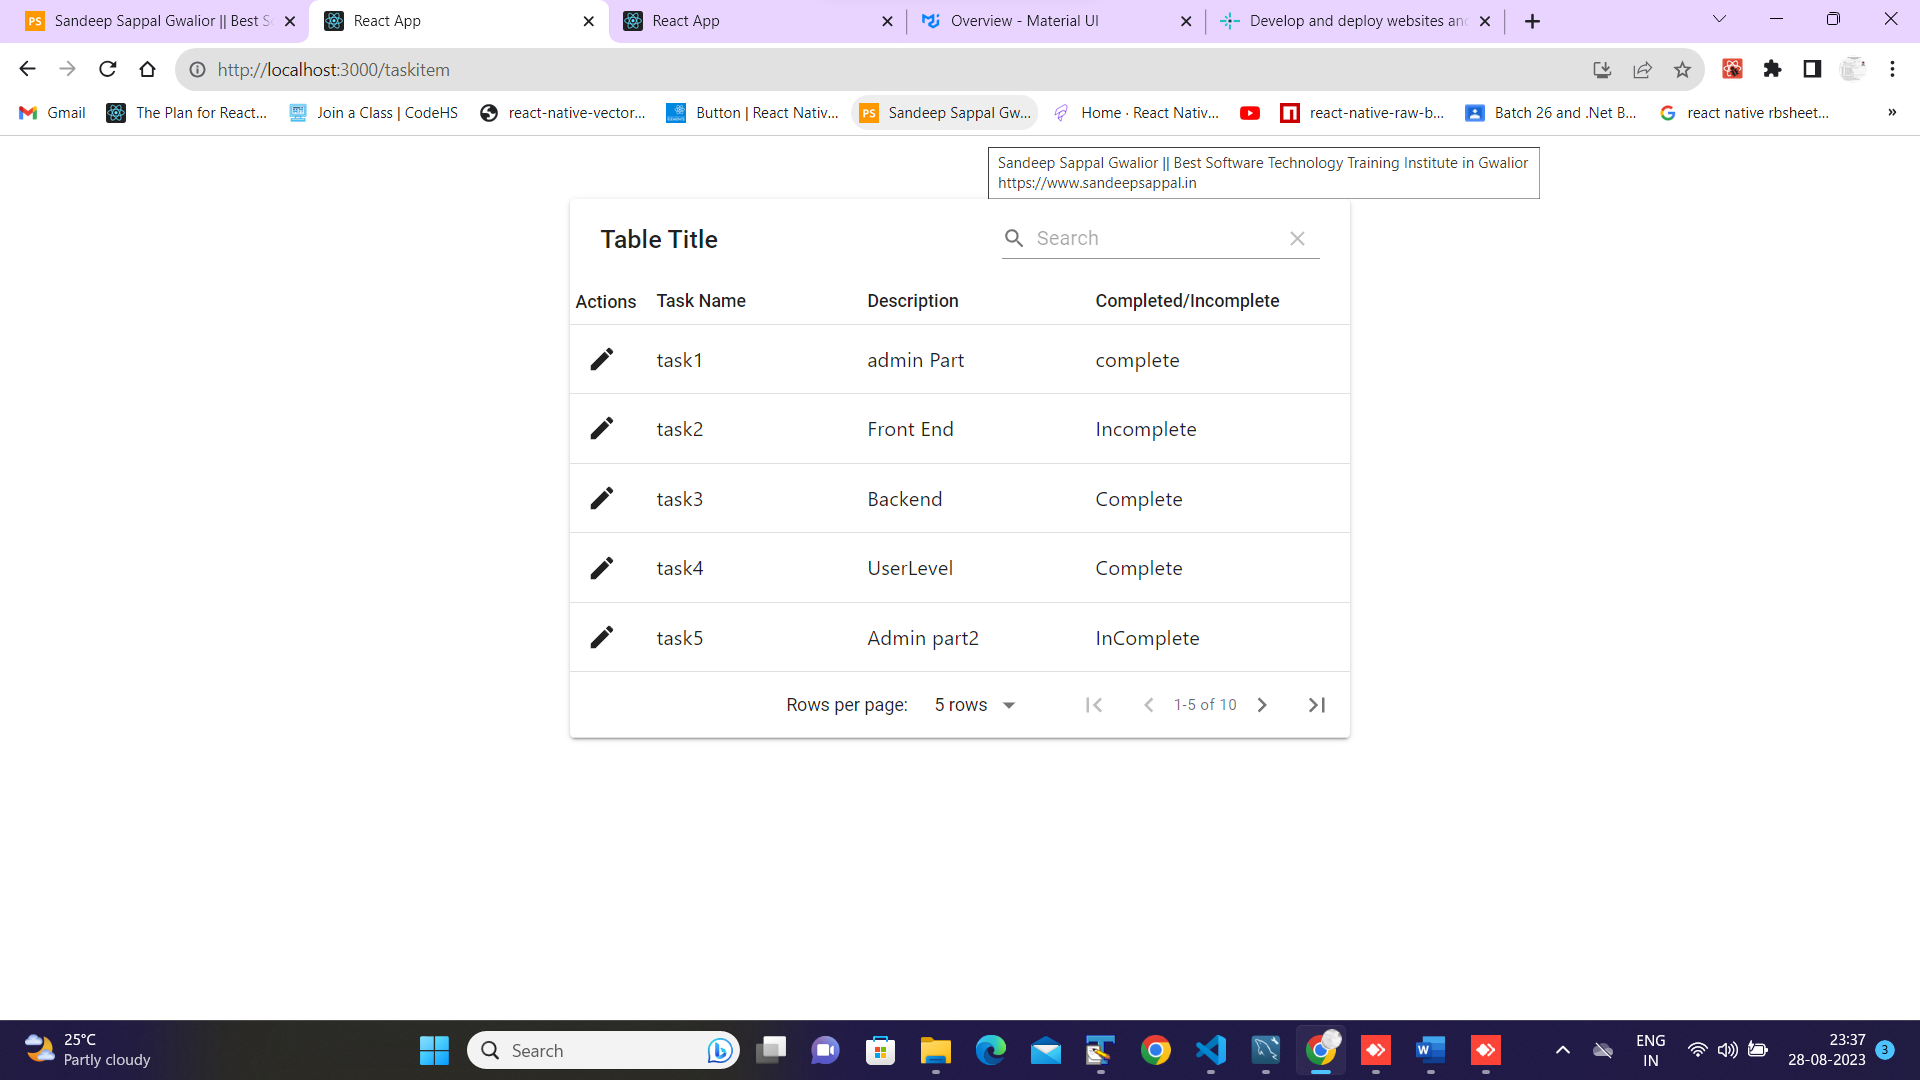 Sandeep Sappal Gwalior || Best So
React App
React App
Overview - Material UI
Develop and deploy websites and
http://localhost:3000/taskitem
Gmail
The Plan for React...
Join a Class | CodeHS
react-native-vector...
Button | React Nativ...
PS Sandeep Sappal Gw...
Home · React Nativ...
react-native-raw-b...
Batch 26 and .Net B...
react native rbsheet...
»
Sandeep Sappal Gwalior || Best Software Technology Training Institute in Gwalior
https://www.sandeepsappal.in
Table Title
Search
Actions Task Name Description Completed/Incomplete
task1 admin Part complete
task2 Front End Incomplete
task3 Backend Complete
task4 UserLevel Complete
task5 Admin part2 InComplete
Rows per page: 5 rows 1-5 of 10
25°C
Partly cloudy
Search
ENG
IN
23:37
28-08-2023
3